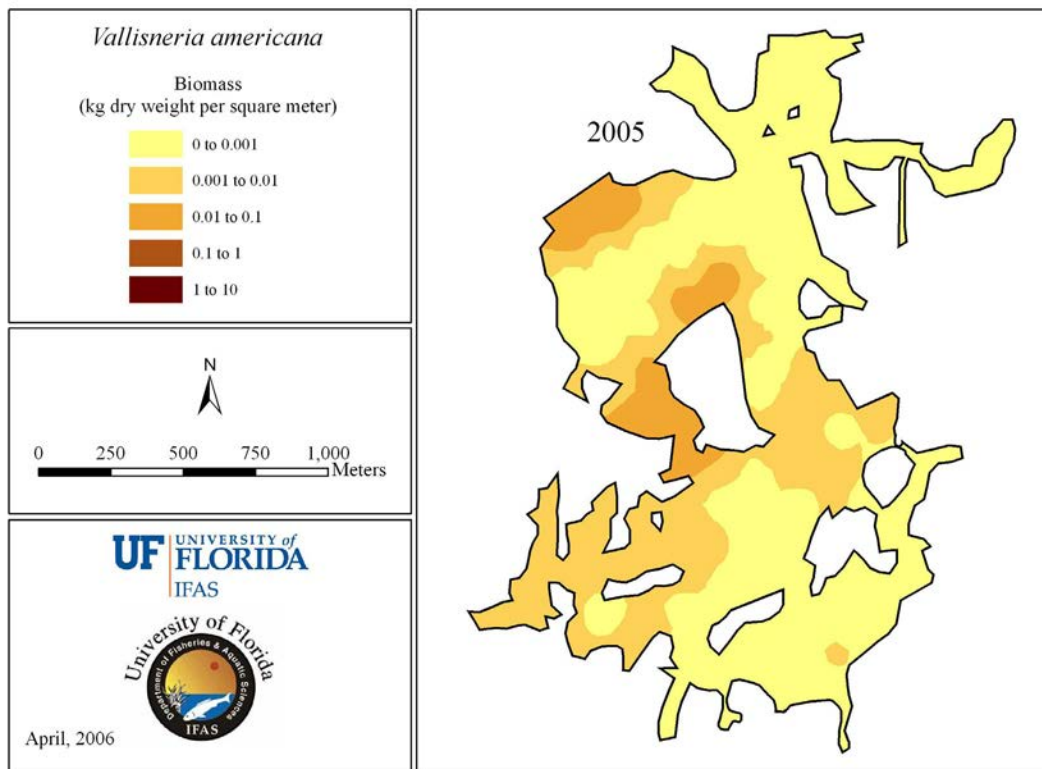 Vallisneria americana
Biomass
(kg dry weight per square meter)
0 to 0.001
0.001 to 0.01
0.01 to 0.1
0.1 to 1
1 to 10
N
0 250 500 750 1,000
Meters
UF UNIVERSITY of
FLORIDA
IFAS
University of Florida
Department of Fisheries & Aquatic Sciences
IFAS
April, 2006
2005